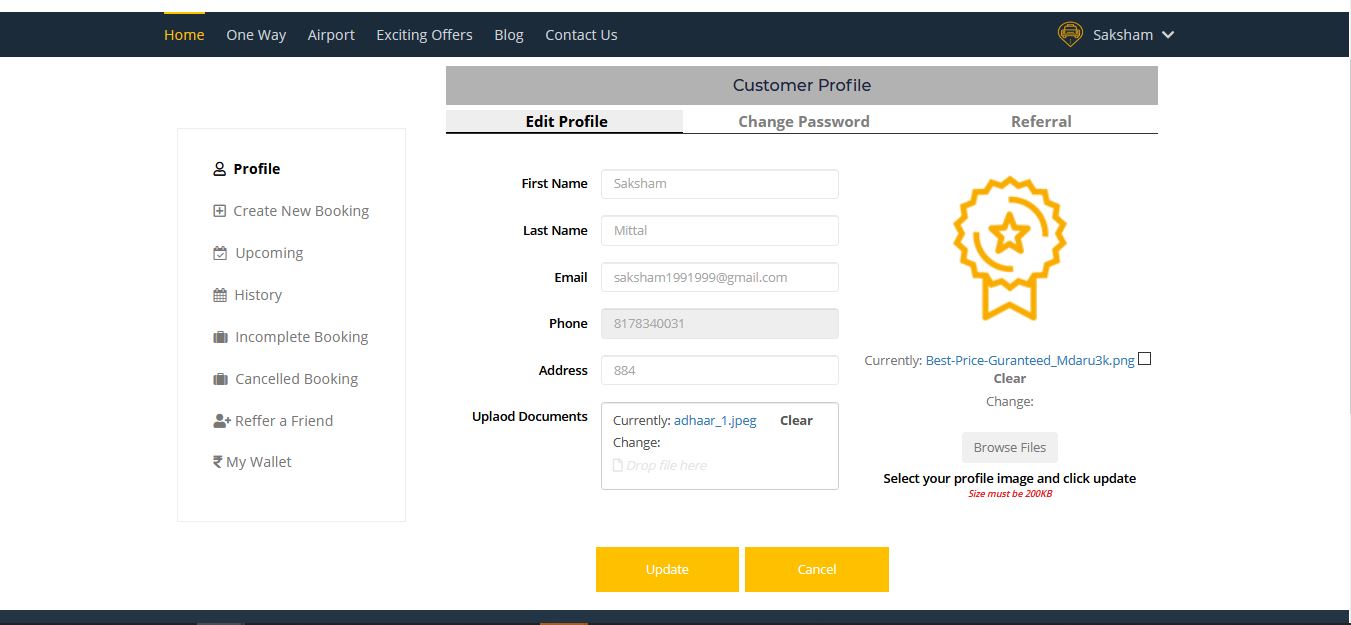 Home One Way Airport Exciting Offers Blog Contact Us Saksham
Customer Profile
Edit Profile Change Password Referral
Profile
Create New Booking
Upcoming
History
Incomplete Booking
Cancelled Booking
Reffer a Friend
₹ My Wallet
First Name Saksham
Last Name Mittal
Email saksham1991999@gmail.com
Phone 8178340031
Address 884
Uplaod Documents
Currently: adhaar_1.jpeg Clear
Change:
Drop file here
Currently: Best-Price-Guranteed_Mdaru3k.png
Clear
Change:
Browse Files
Select your profile image and click update
Size must be 200KB
Update Cancel